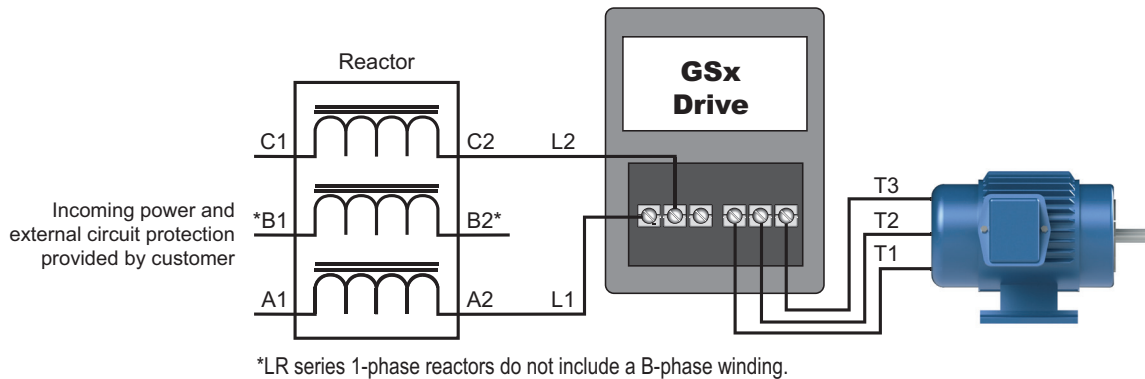 Reactor
GSx
Drive
C1
C2
L2
*B1
B2*
A1
A2
L1
Incoming power and
external circuit protection
provided by customer
T3
T2
T1
*LR series 1-phase reactors do not include a B-phase winding.